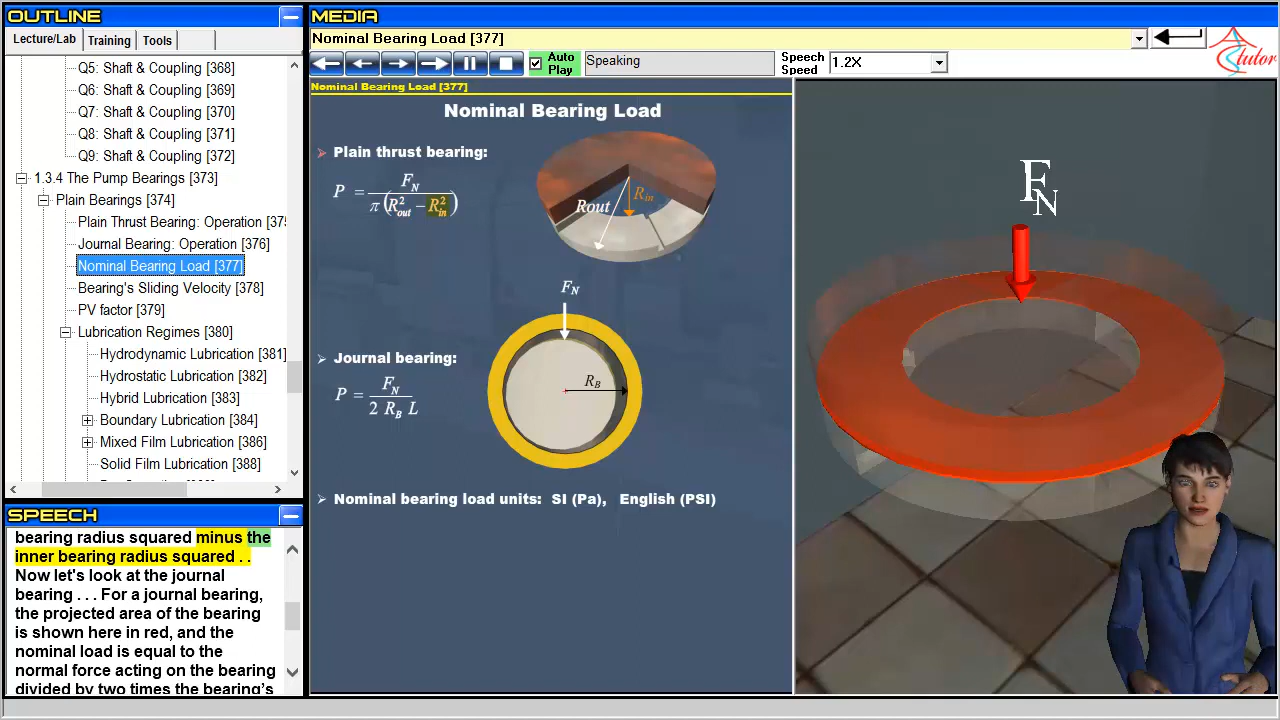 OUTLINE
Lecture/Lab
Training
Tools
Q5: Shaft & Coupling [368]
Q6: Shaft & Coupling [369]
Q7: Shaft & Coupling [370]
Q8: Shaft & Coupling [371]
Q9: Shaft & Coupling [372]
1.3.4 The Pump Bearings [373]
Plain Bearings [374]
Plain Thrust Bearing: Operation [375
Journal Bearing: Operation [376]
Nominal Bearing Load [377]
Bearing's Sliding Velocity [378]
PV factor [379]
Lubrication Regimes [380]
Hydrodynamic Lubrication [381]
Hydrostatic Lubrication [382]
Hybrid Lubrication [383]
Boundary Lubrication [384]
Mixed Film Lubrication [386]
Solid Film Lubrication [388]
SPEECH
bearing radius squared minus the
inner bearing radius squared . .
Now let's look at the journal
bearing . . . For a journal bearing,
the projected area of the bearing
is shown here in red, and the
nominal load is equal to the
normal force acting on the bearing
divided by two times the bearing's
MEDIA
Nominal Bearing Load [377]
Auto
Play
Speaking
Speech
Speed
1.2X
tutor
Nominal Bearing Load [377]
Nominal Bearing Load
Plain thrust bearing:
P = F_N / π (R²_out − R²_in)
Rout
R_in
F_N
Journal bearing:
P = F_N / 2 R_B L
R_B
Nominal bearing load units: SI (Pa), English (PSI)
F_N